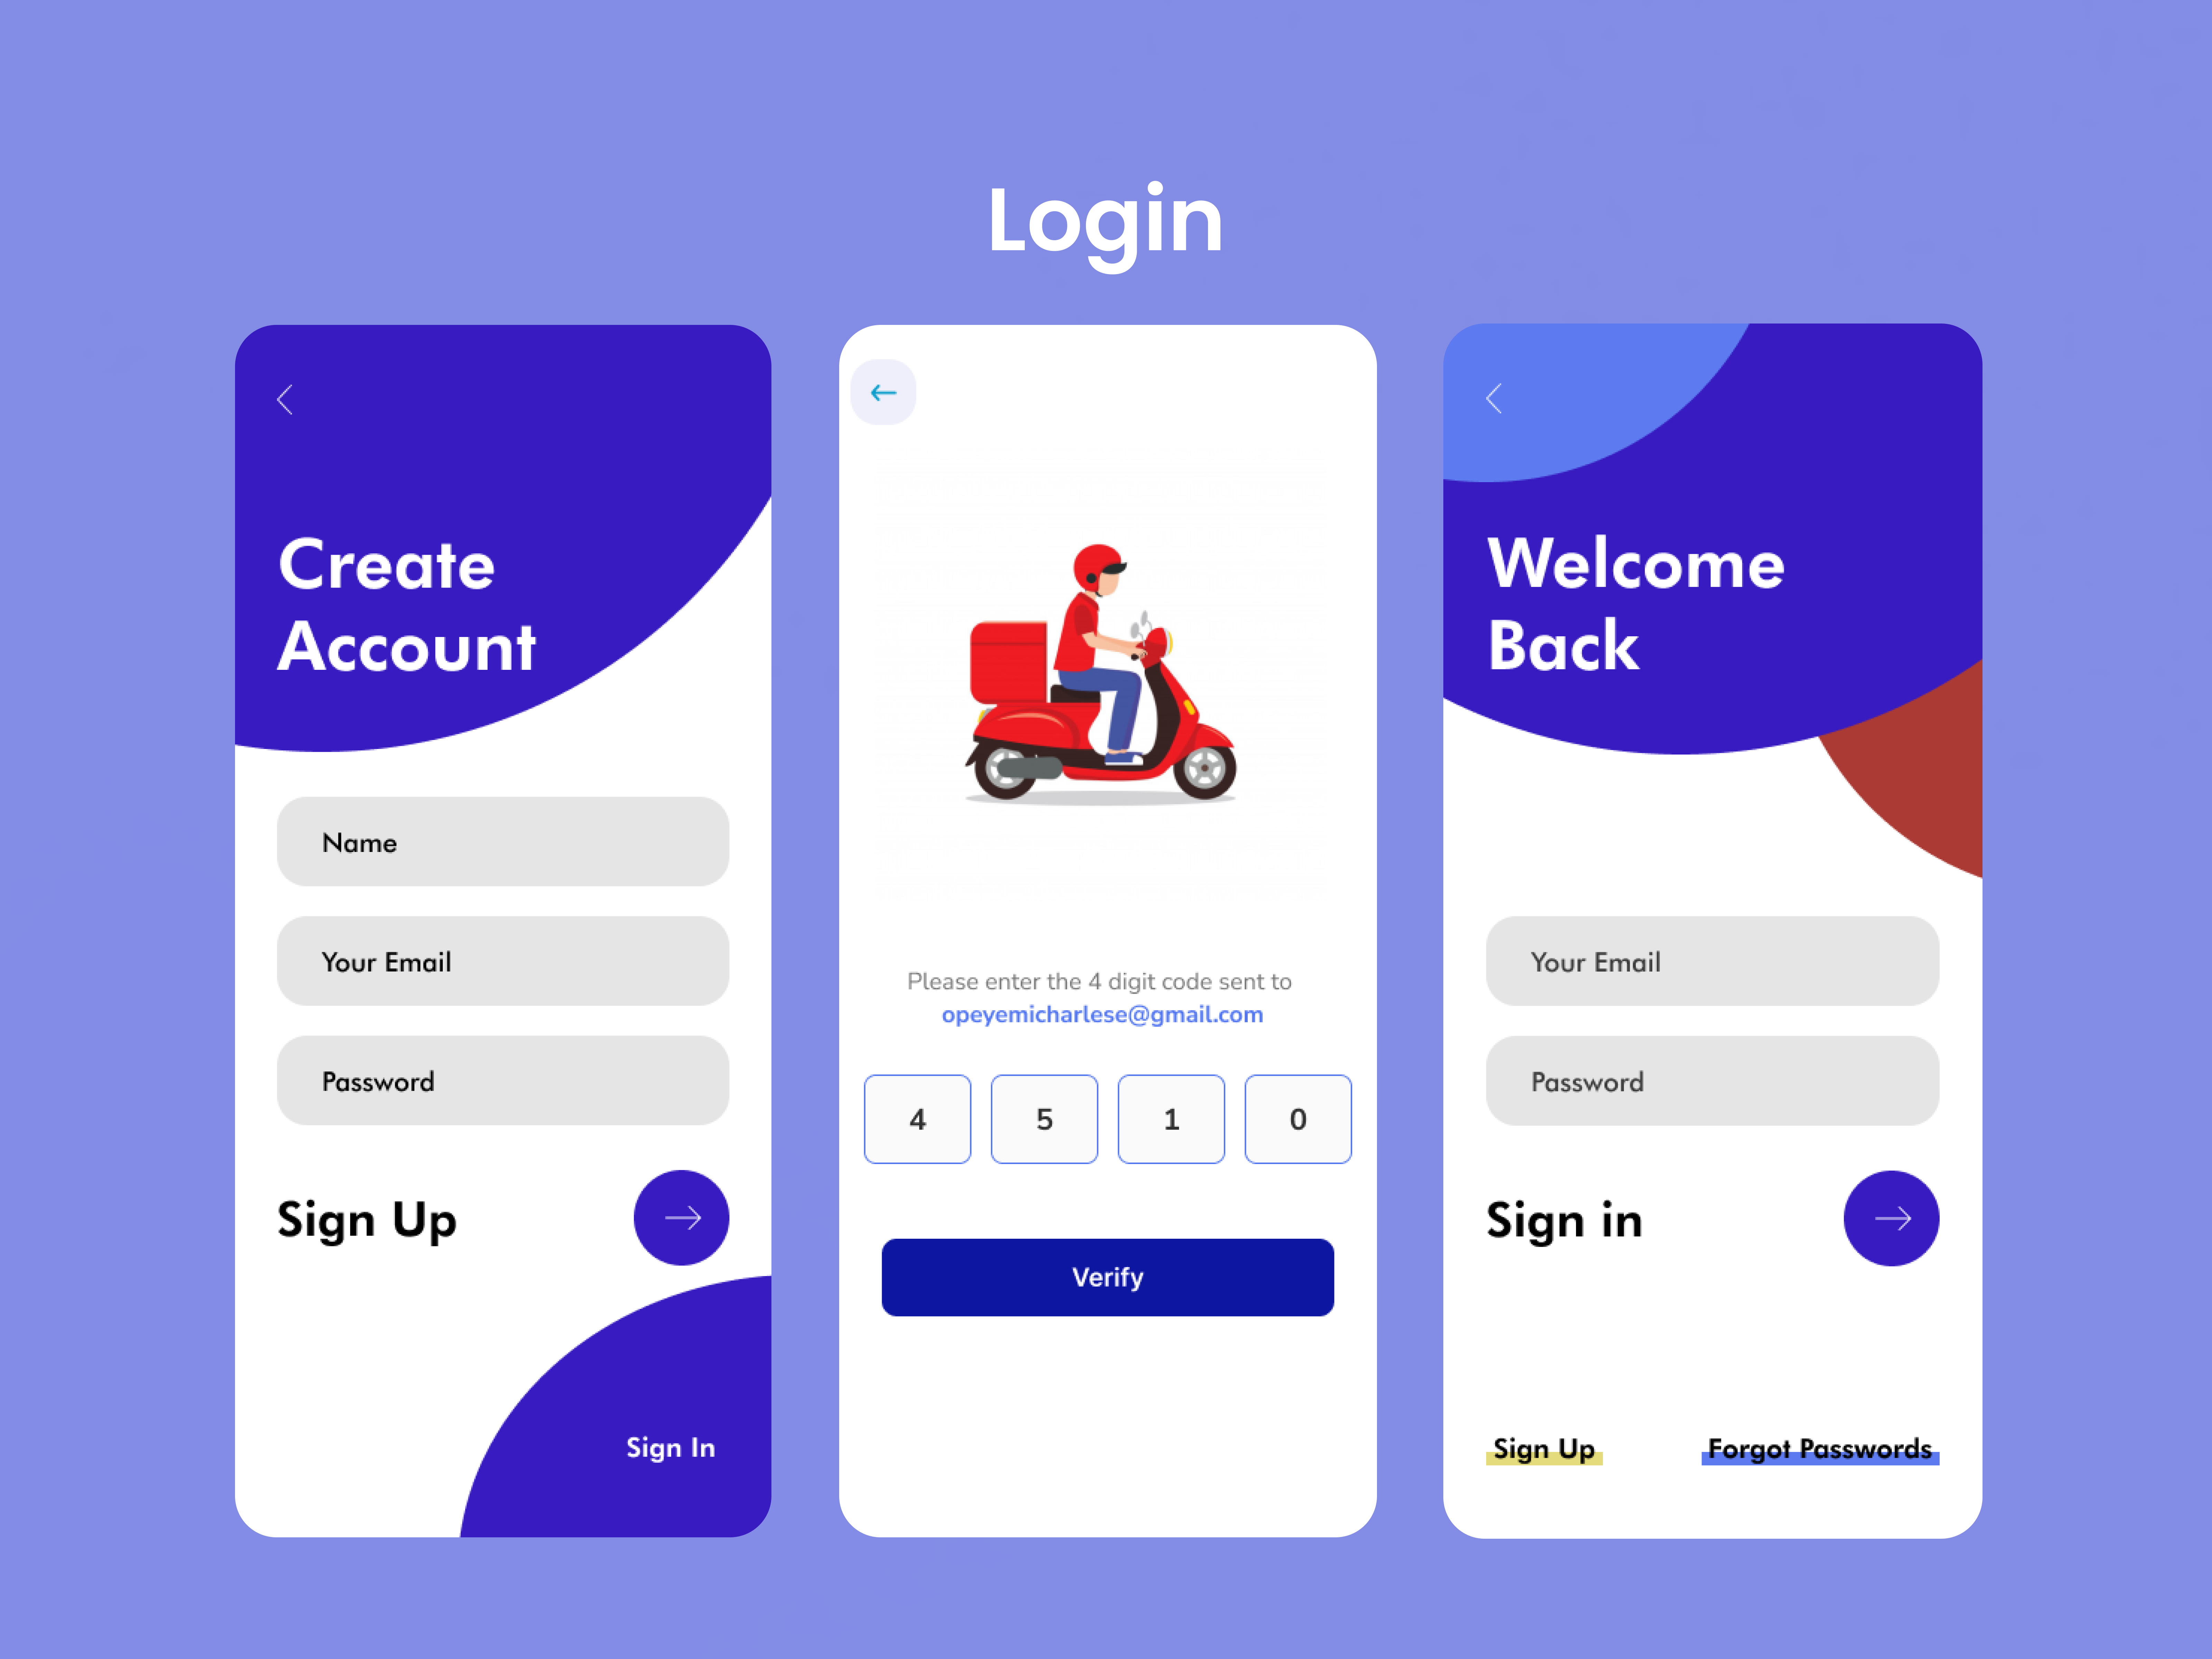 Login
Create
Account
Name
Your Email
Password
Sign Up
Sign In
Please enter the 4 digit code sent to
opeyemicharlese@gmail.com
4 5 1 0
Verify
Welcome
Back
Your Email
Password
Sign in
Sign Up Forgot Passwords